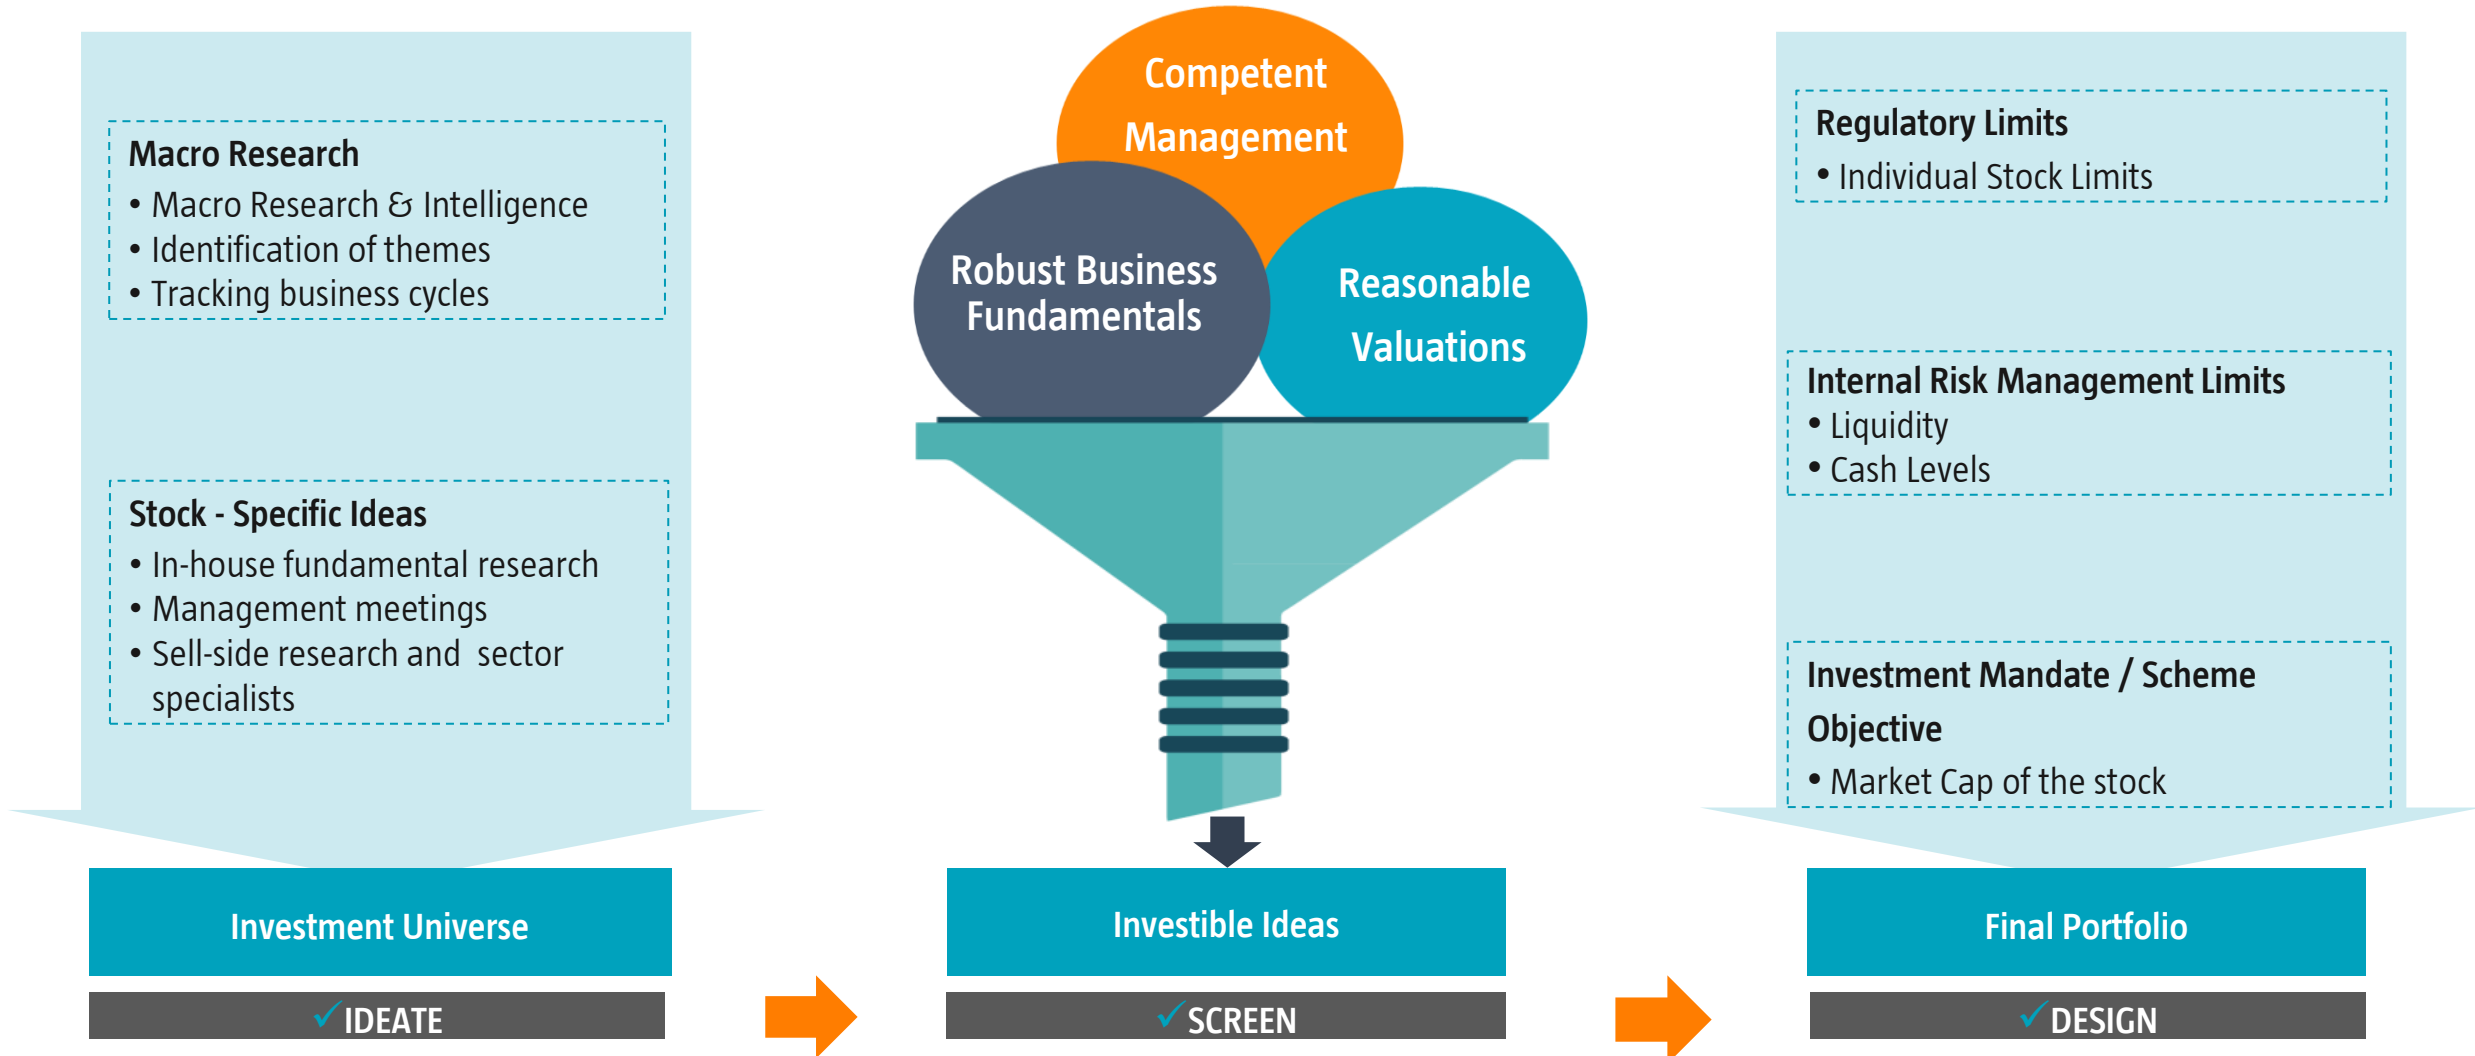 Macro Research
• Macro Research & Intelligence
• Identification of themes
• Tracking business cycles
Stock - Specific Ideas
• In-house fundamental research
• Management meetings
• Sell-side research and  sector
specialists
Investment Universe
✓IDEATE
Competent
Management
Robust Business
Fundamentals
Reasonable
Valuations
Investible Ideas
✓SCREEN
Regulatory Limits
• Individual Stock Limits
Internal Risk Management Limits
• Liquidity
• Cash Levels
Investment Mandate / Scheme
Objective
• Market Cap of the stock
Final Portfolio
✓DESIGN